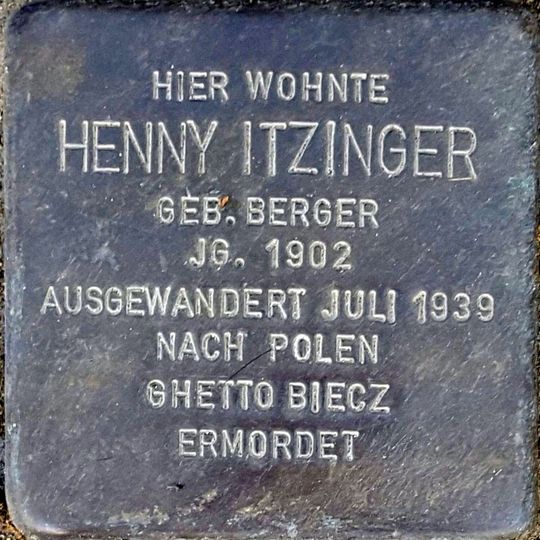 HIER WOHNTE
HENNY ITZINGER
GEB. BERGER
JG. 1902
AUSGEWANDERT JULI 1939
NACH POLEN
GHETTO BIECZ
ERMORDET